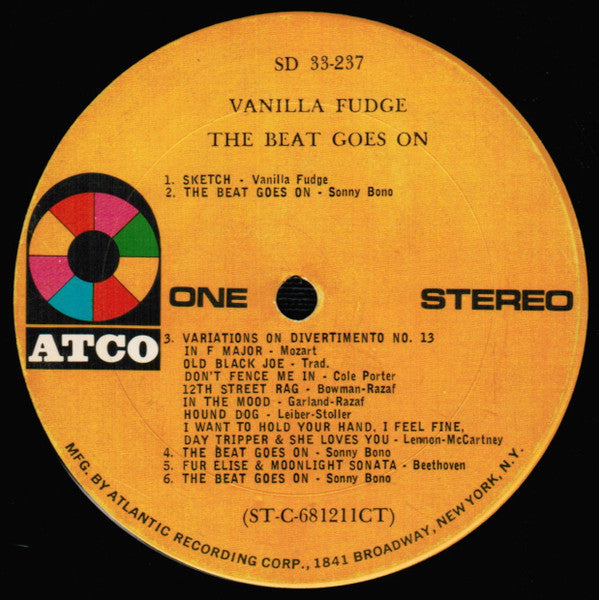 SD 33-237
VANILLA FUDGE
THE BEAT GOES ON
1. SKETCH - Vanilla Fudge
2. THE BEAT GOES ON - Sonny Bono
ONE
STEREO
ATCO
3. VARIATIONS ON DIVERTIMENTO NO. 13
IN F MAJOR - Mozart
OLD BLACK JOE - Trad.
DON'T FENCE ME IN - Cole Porter
12TH STREET RAG - Bowman-Razaf
IN THE MOOD - Garland-Razaf
HOUND DOG - Leiber-Stoller
I WANT TO HOLD YOUR HAND, I FEEL FINE,
DAY TRIPPER & SHE LOVES YOU - Lennon-McCartney
4. THE BEAT GOES ON - Sonny Bono
5. FUR ELISE & MOONLIGHT SONATA - Beethoven
6. THE BEAT GOES ON - Sonny Bono
(ST-C-681211CT)
MFG. BY ATLANTIC RECORDING CORP., 1841 BROADWAY, NEW YORK, N.Y.